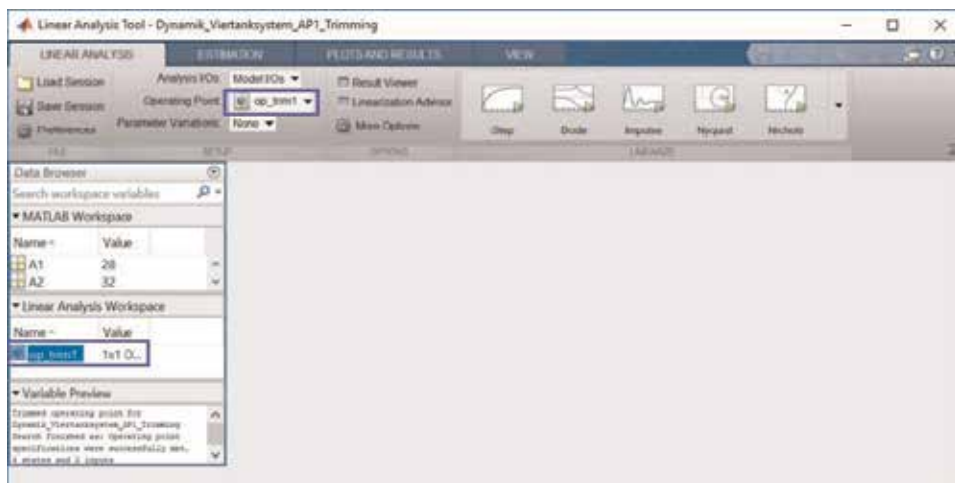 Linear Analysis Tool - Dynamik_Viertanksystem_AP1_Trimming
LINEAR ANALYSIS ESTIMATION PLOTS AND RESULTS VIEW
Load Session
Save Session
Preferences
Analysis I/Os: Model I/Os
Operating Point: op_trim1
Parameter Variations: None
Result Viewer
Linearization Advisor
More Options
Step Bode Impulse Nyquist Nichols
FILE SETUP OPTIONS LINEARIZE
Data Browser
Search workspace variables
MATLAB Workspace
Name Value
A1 28
A2 32
Linear Analysis Workspace
Name Value
op_trim1 1x1 O...
Variable Preview
Trimmed operating point for
Dynamik_Viertanksystem_AP1_Trimming
Search finished as: Operating point
specifications were successfully met.
4 states and 2 inputs